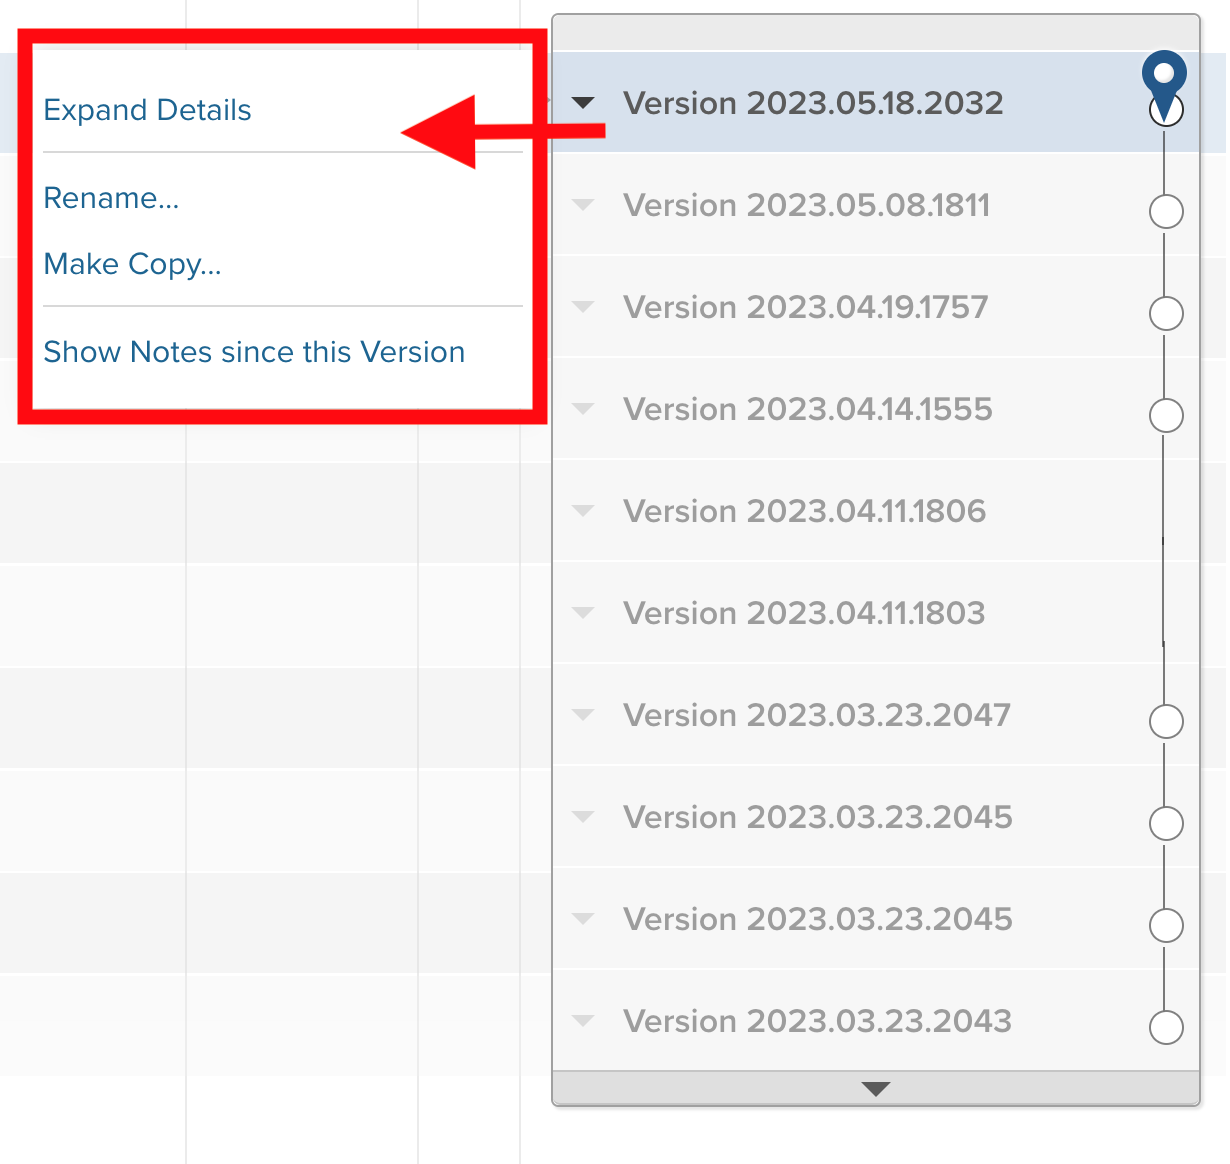 Expand Details
Rename...
Make Copy...
Show Notes since this Version
Version 2023.05.18.2032
Version 2023.05.08.1811
Version 2023.04.19.1757
Version 2023.04.14.1555
Version 2023.04.11.1806
Version 2023.04.11.1803
Version 2023.03.23.2047
Version 2023.03.23.2045
Version 2023.03.23.2045
Version 2023.03.23.2043